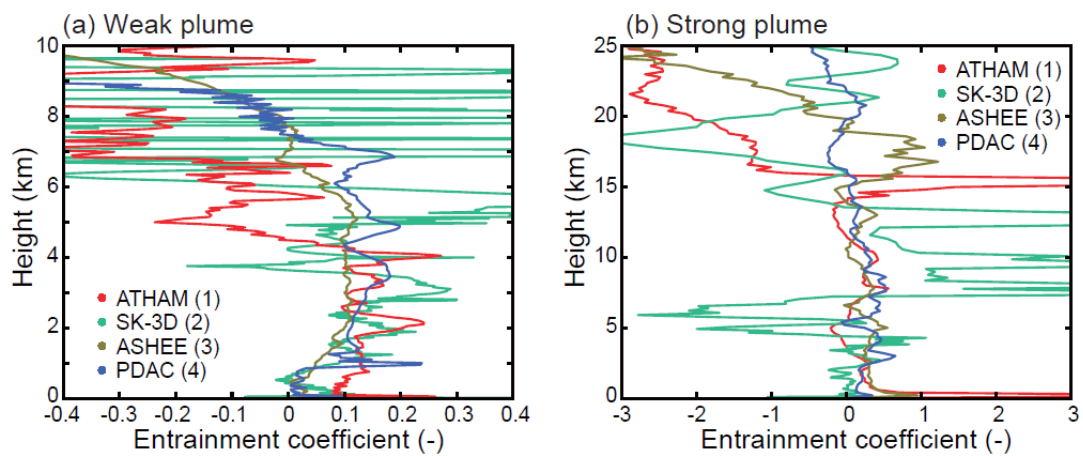 (a) Weak plume
10
8
6
4
2
0
Height (km)
ATHAM (1)
SK-3D (2)
ASHEE (3)
PDAC (4)
-0.4 -0.3 -0.2 -0.1 0 0.1 0.2 0.3 0.4
Entrainment coefficient (-)
(b) Strong plume
25
20
15
10
5
0
Height (km)
ATHAM (1)
SK-3D (2)
ASHEE (3)
PDAC (4)
-3 -2 -1 0 1 2 3
Entrainment coefficient (-)